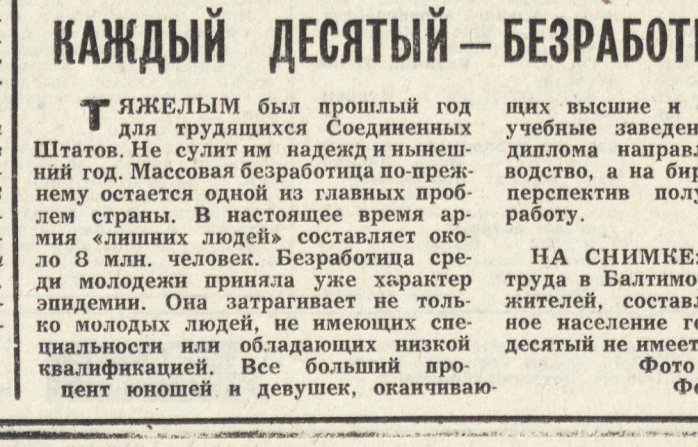 КАЖДЫЙ ДЕСЯТЫЙ — БЕЗРАБОТ
ТЯЖЕЛЫМ был прошлый год
для трудящихся Соединенных
Штатов. Не сулит им надежд и нынеш-
ний год. Массовая безработица по-преж-
нему остается одной из главных проб-
лем страны. В настоящее время ар-
мия «лишних людей» составляет око-
ло 8 млн. человек. Безработица сре-
ди молодежи приняла уже характер
эпидемии. Она затрагивает не толь-
ко молодых людей, не имеющих спе-
циальности или обладающих низкой
квалификацией. Все больший про-
цент юношей и девушек, оканчиваю-
щих высшие и
учебные заведен
диплома направл
водство, а на бир
перспектив полу
работу.
НА СНИМКЕ:
труда в Балтимо
жителей, составл
ное население го
десятый не имеет
Фото
Фо